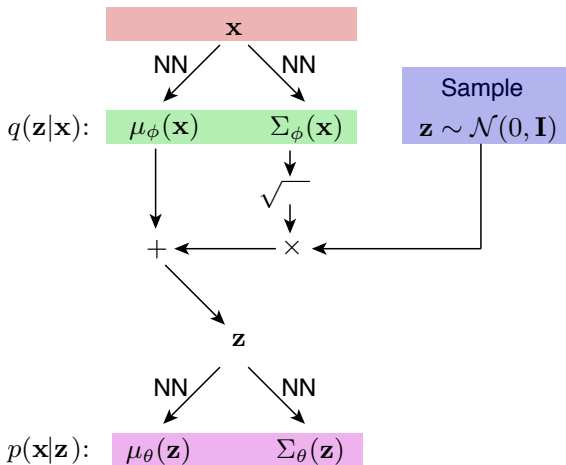 x
NN NN
Sample
q(z|x): μ_ϕ(x) Σ_ϕ(x) z ∼ 𝒩(0, I)
√
+ ×
z
NN NN
p(x|z): μ_θ(z) Σ_θ(z)